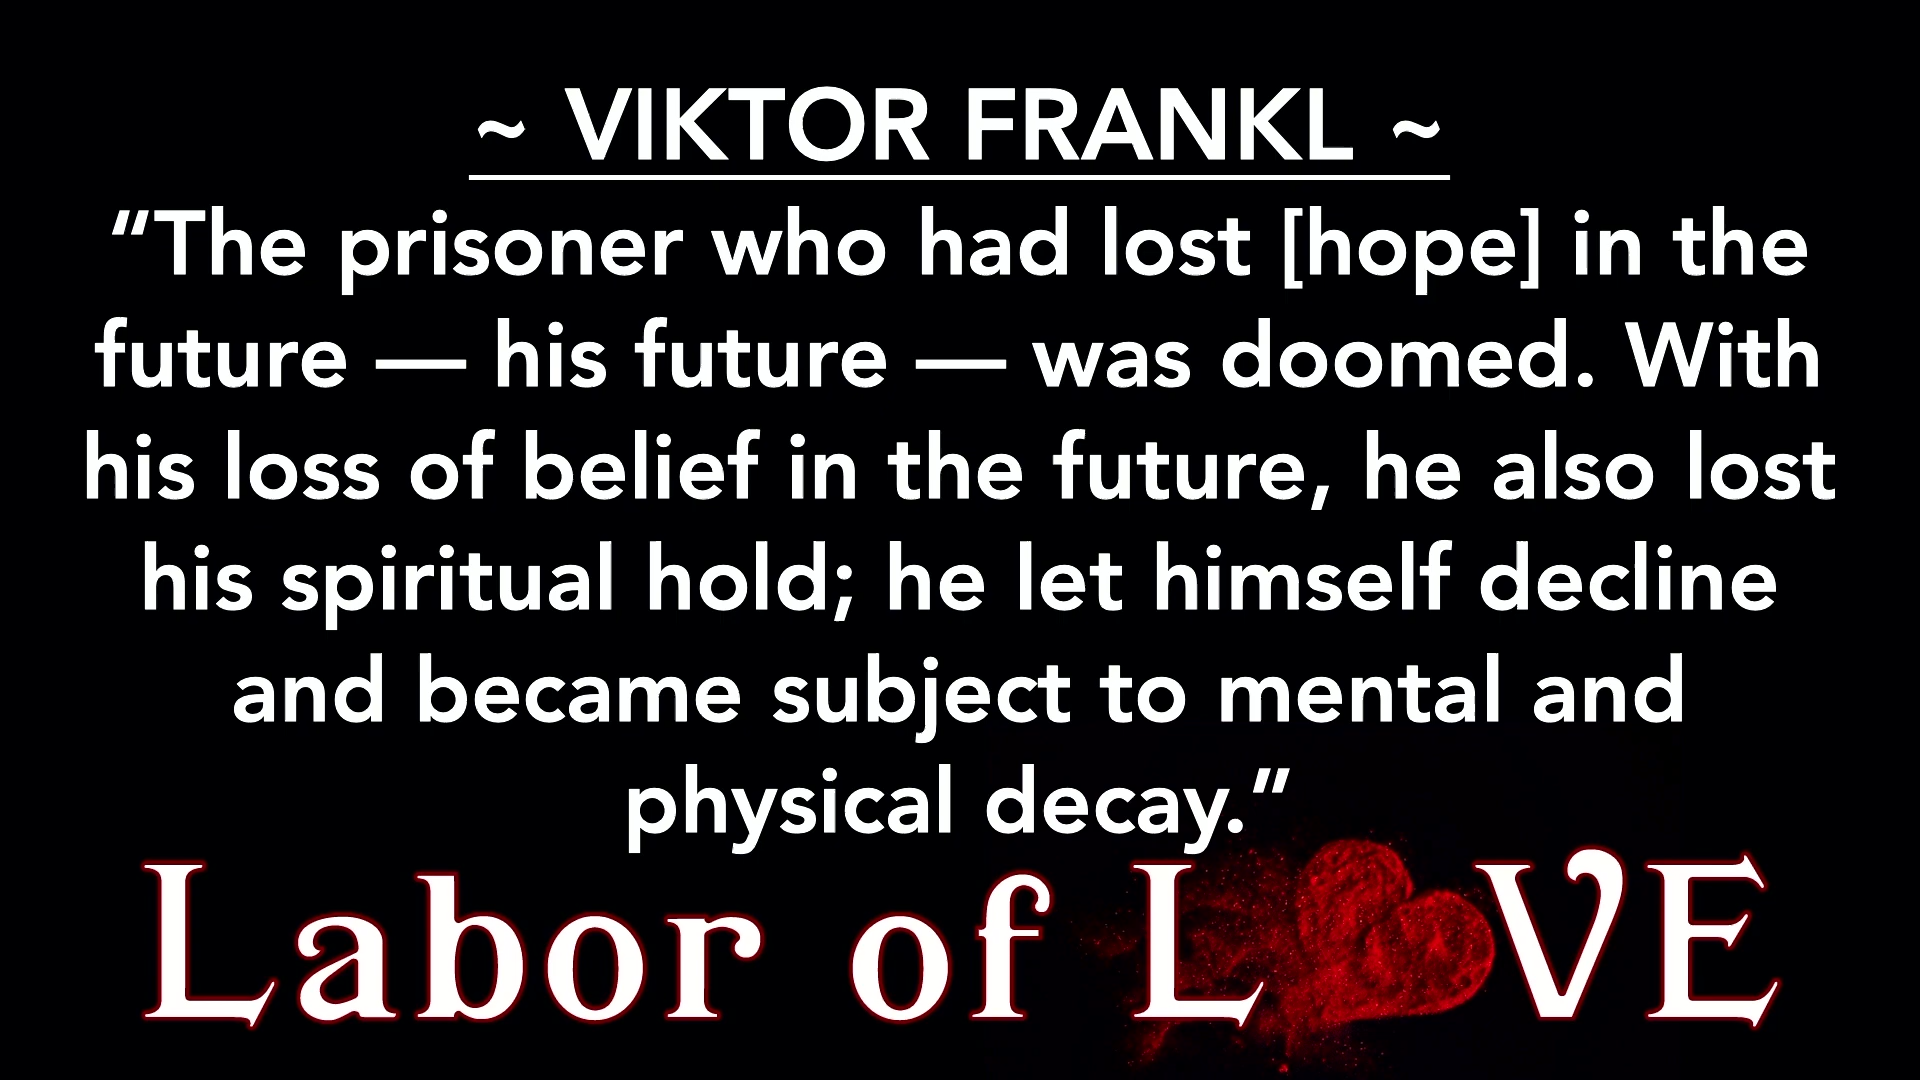 ~ VIKTOR FRANKL ~
“The prisoner who had lost [hope] in the
future — his future — was doomed. With
his loss of belief in the future, he also lost
his spiritual hold; he let himself decline
and became subject to mental and
physical decay.”
Labor of LOVE